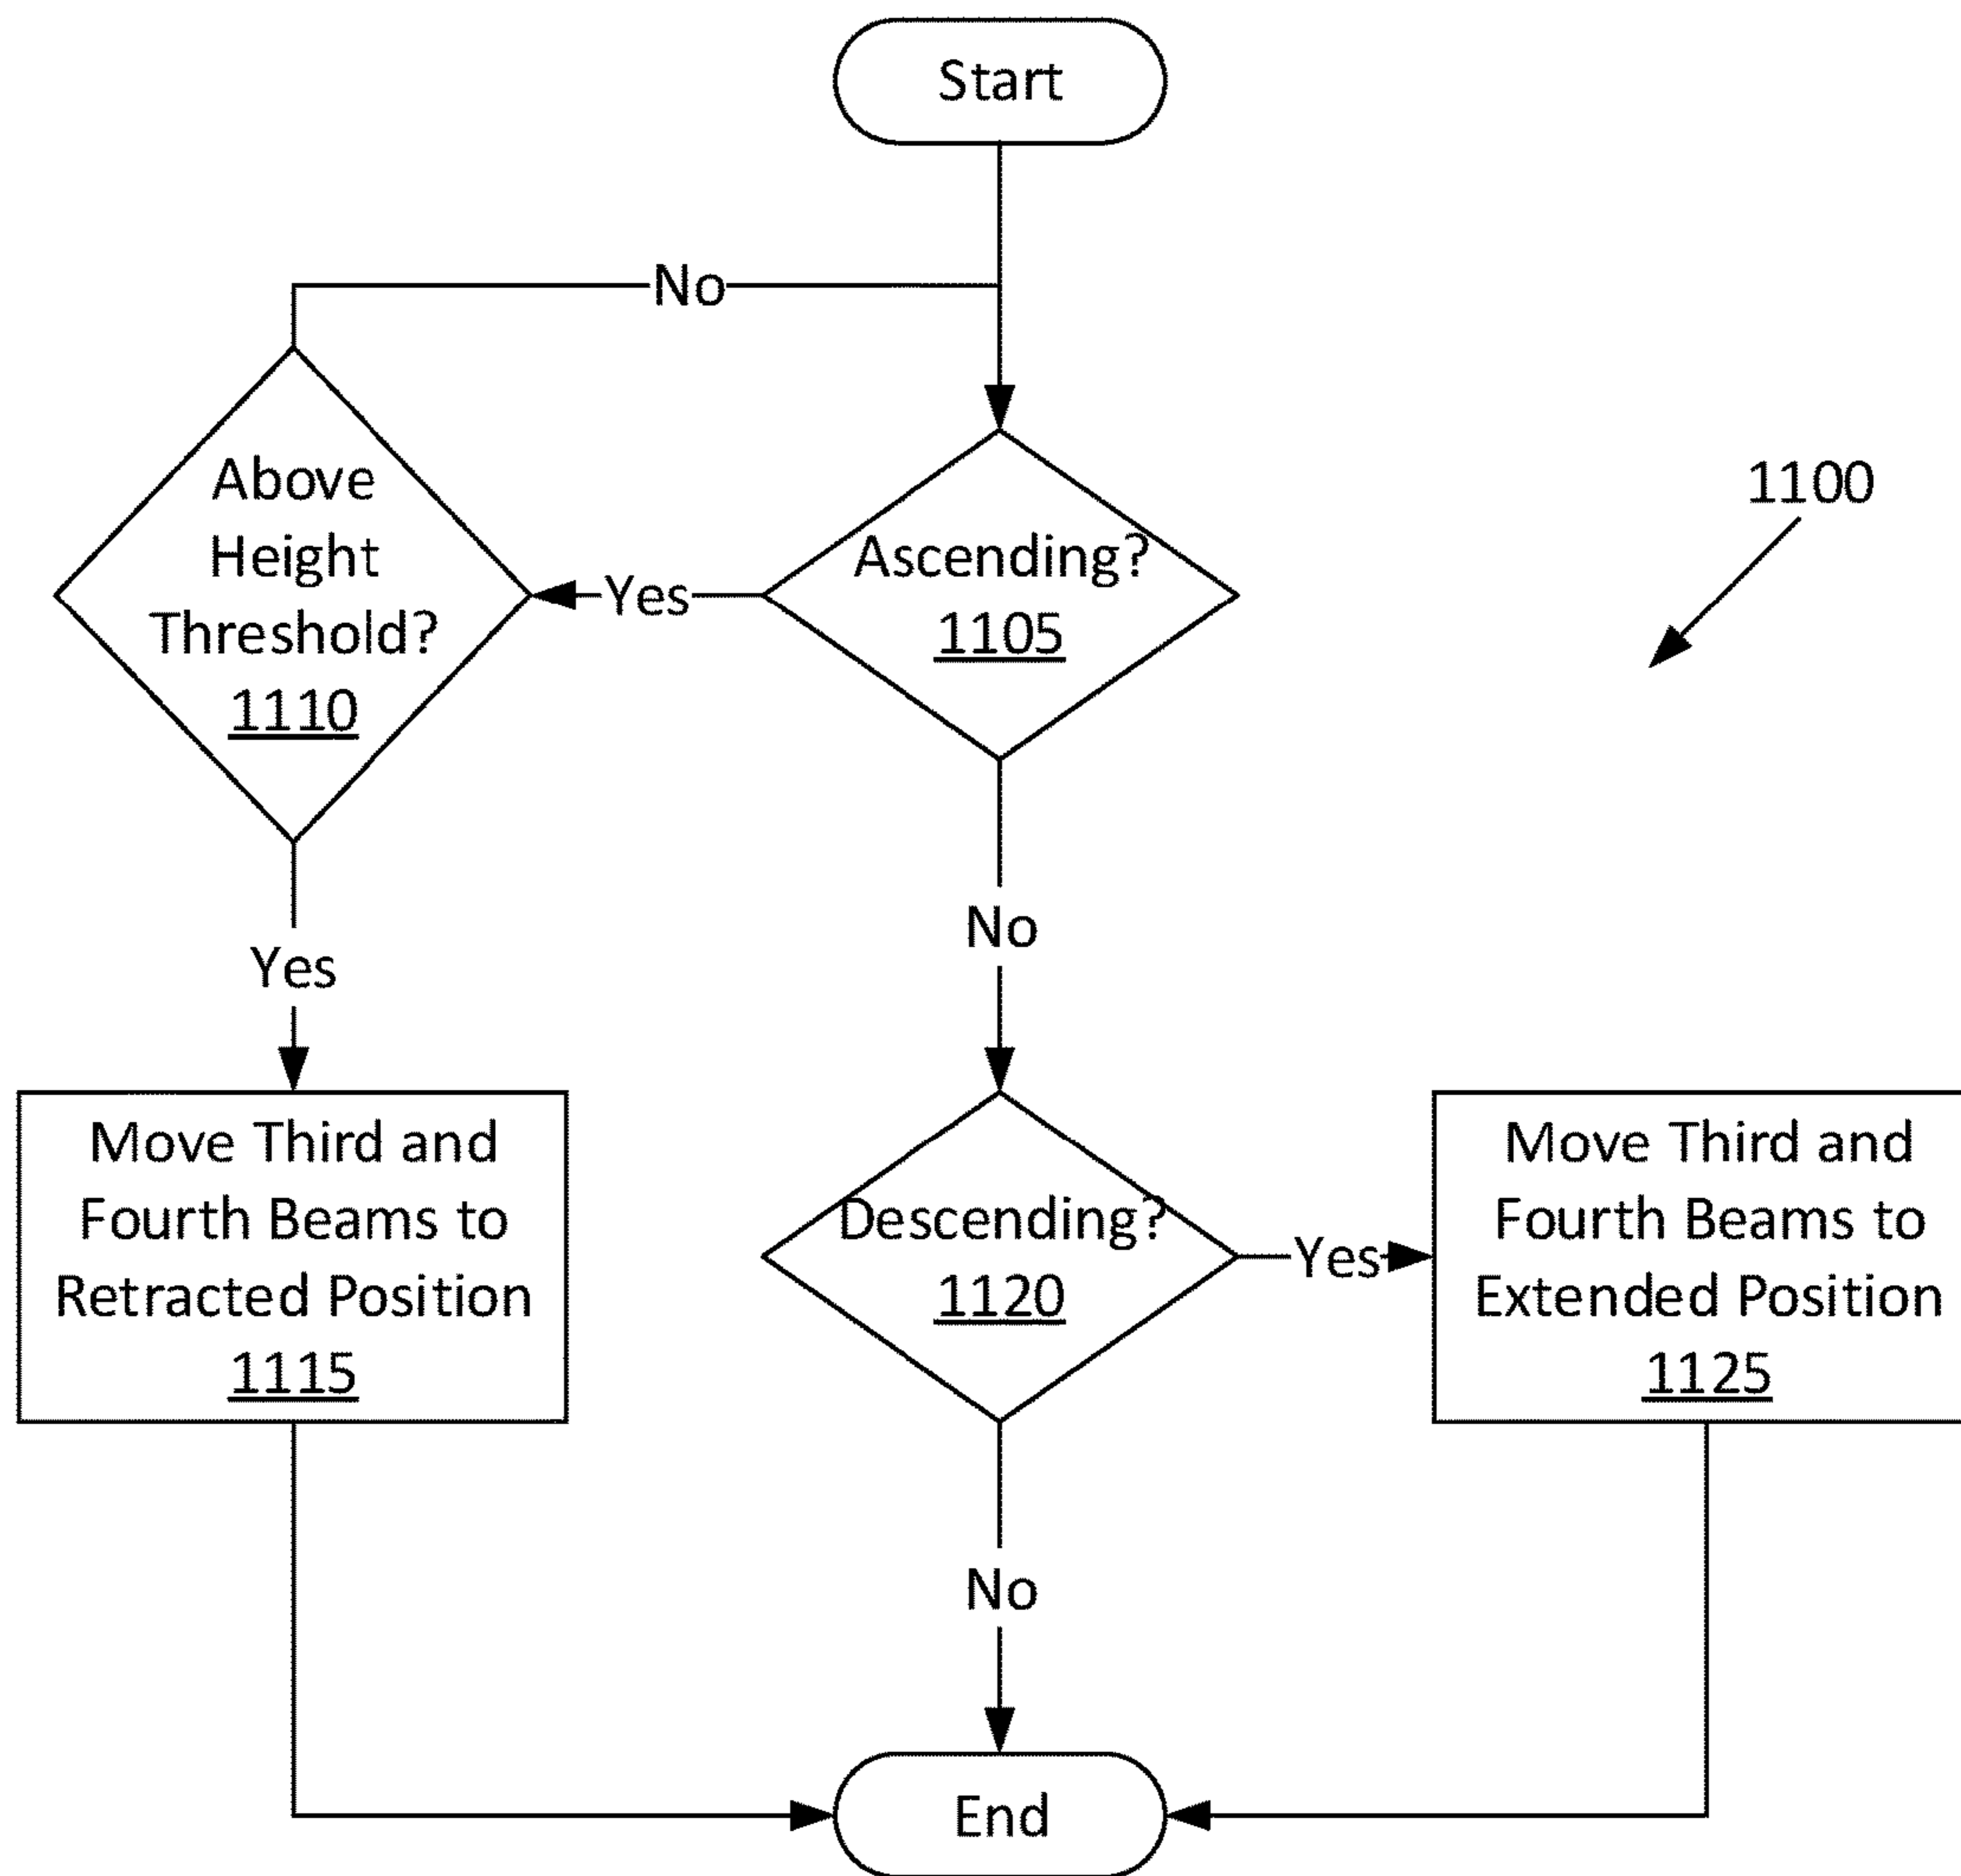 Start
No
Above
Height
Threshold?
1110
Yes
Ascending?
1105
1100
No
Yes
Move Third and
Fourth Beams to
Retracted Position
1115
Descending?
1120
Yes
Move Third and
Fourth Beams to
Extended Position
1125
No
End